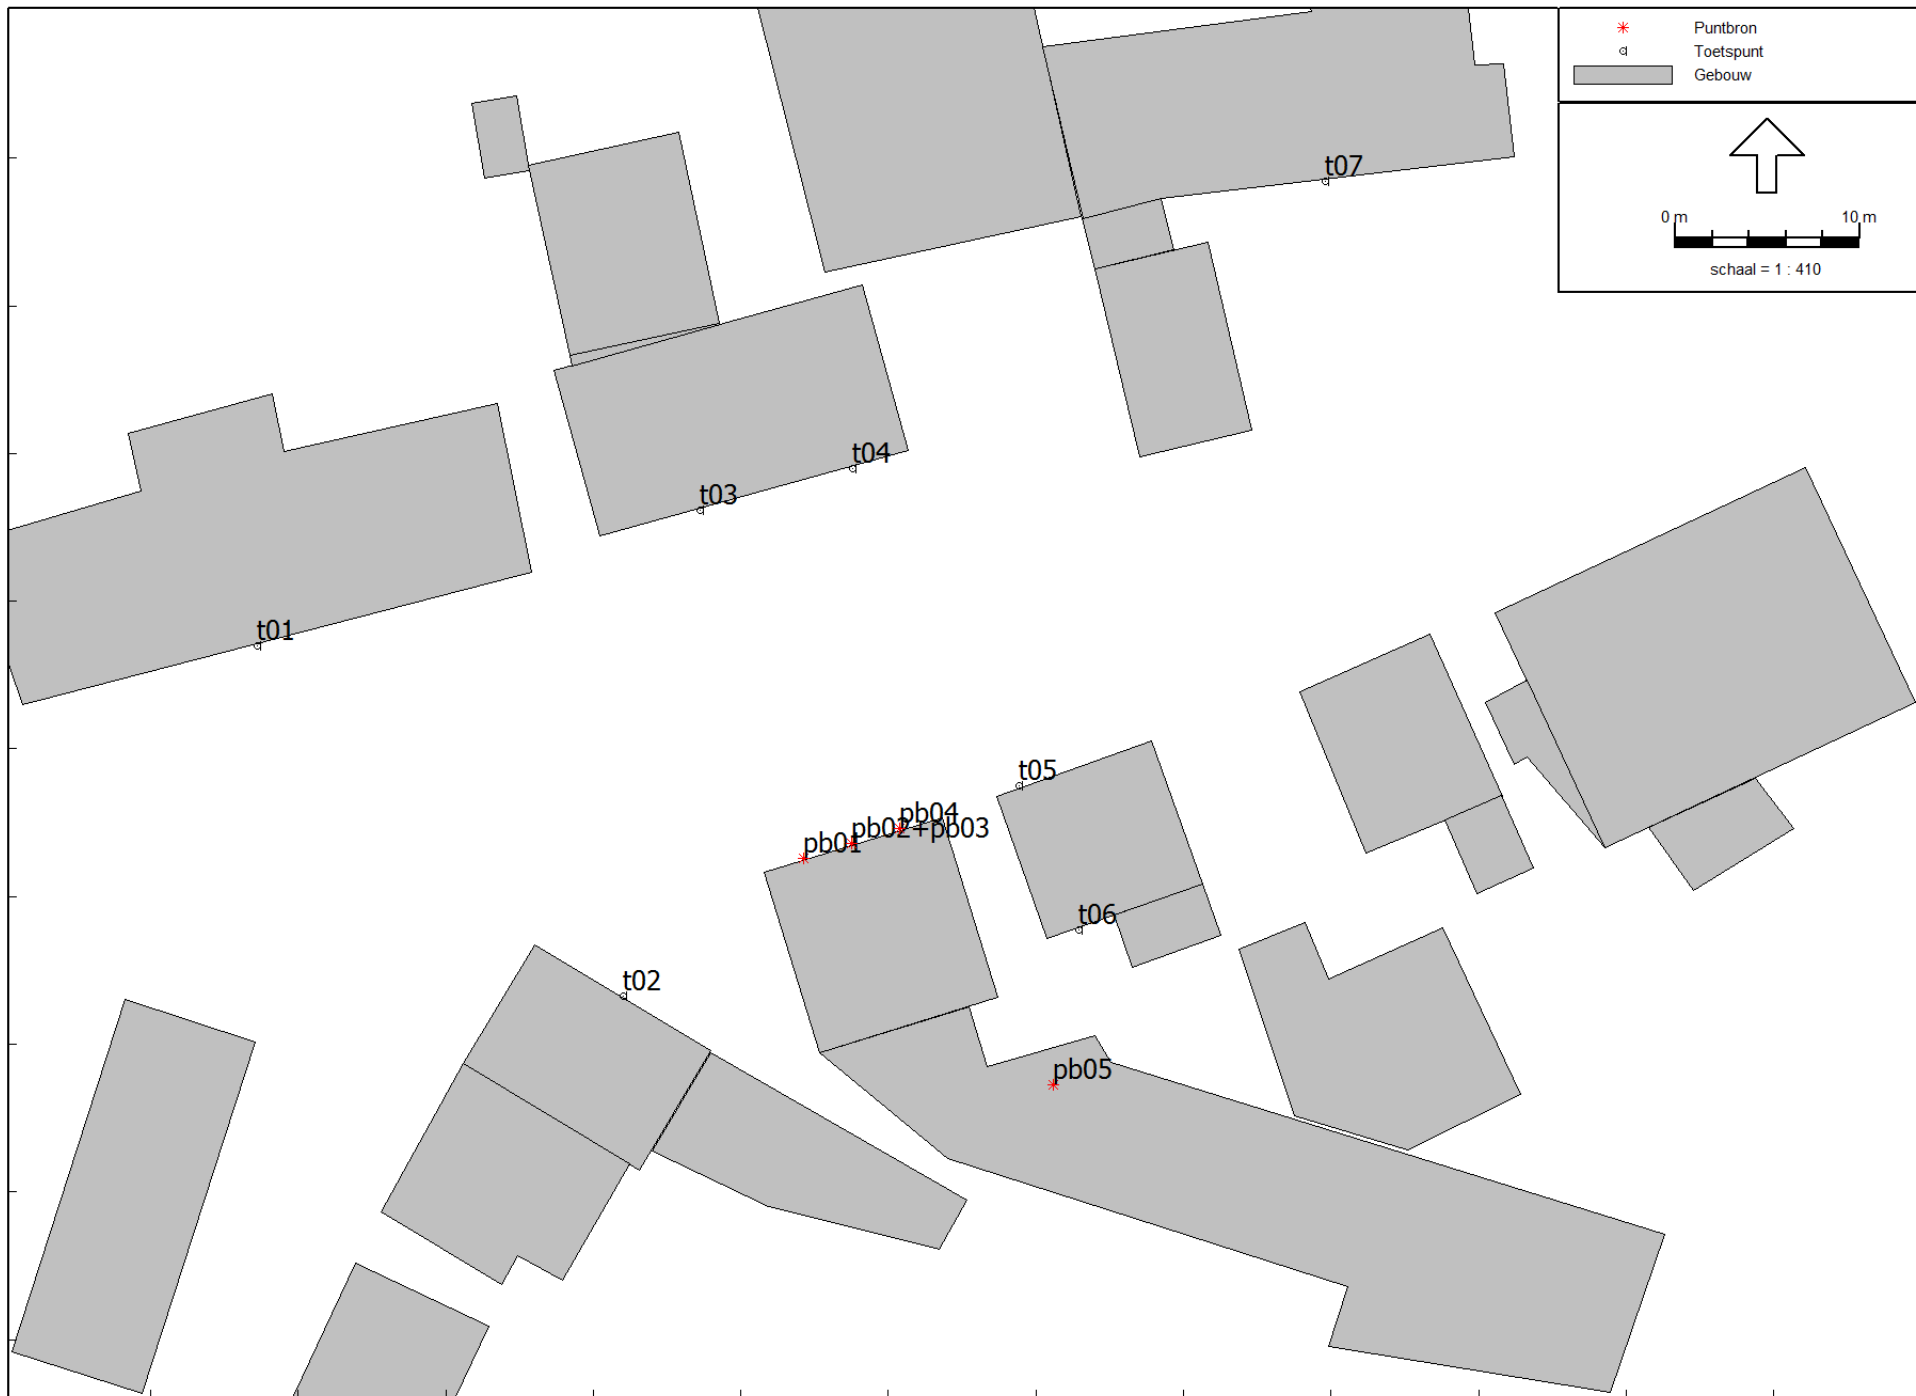 Puntbron
Toetspunt
Gebouw
0 m 10 m
schaal = 1 : 410
t07
t04
t03
t01
t05
pb04
pb02+pb03
pb01
t06
t02
pb05